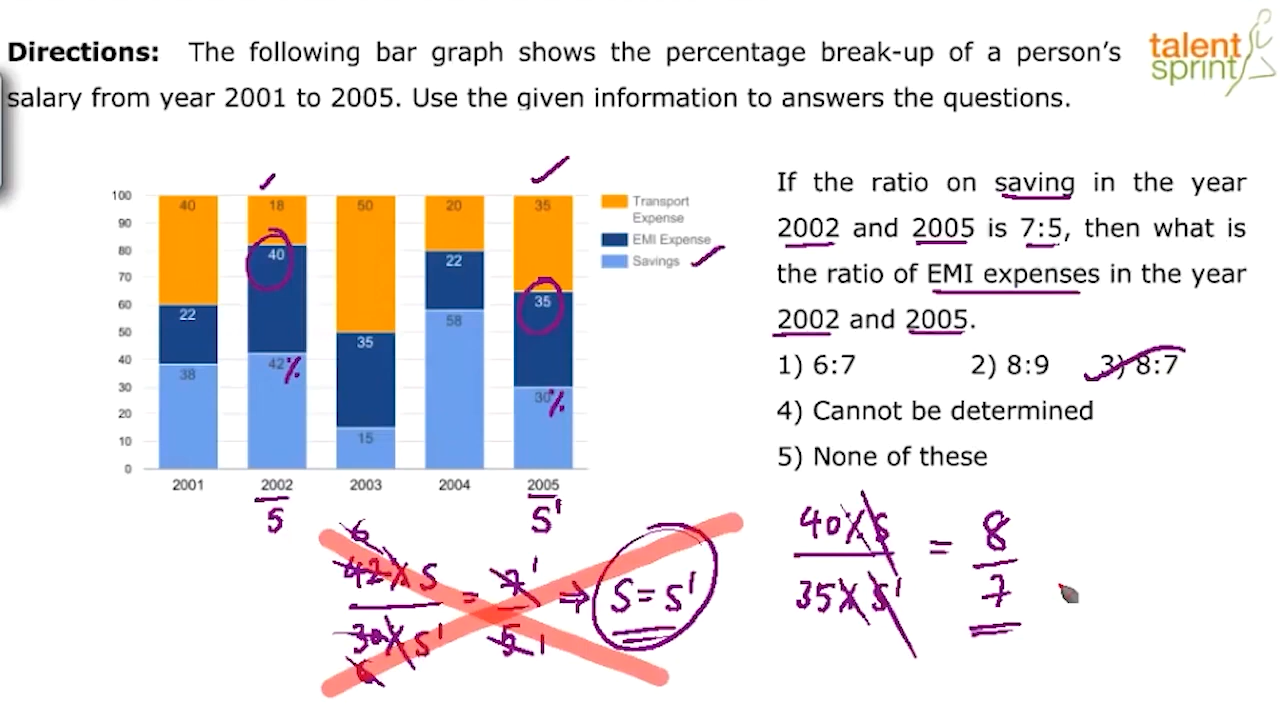 Directions: The following bar graph shows the percentage break-up of a person's
salary from year 2001 to 2005. Use the given information to answers the questions.
talent
sprint
If the ratio on saving in the year
2002 and 2005 is 7:5, then what is
the ratio of EMI expenses in the year
2002 and 2005.
1) 6:7 2) 8:9 3) 8:7
4) Cannot be determined
5) None of these
100
90
80
70
60
50
40
30
20
10
0
40 18 50 20 35
22 40 35 22 35
38 42% 15 58 30%
2001 2002 2003 2004 2005
Transport
Expense
EMI Expense
Savings
S S'
6
42 × S = 7 1 ⇒ S = S'
30 × S' 5 1
6
40 × S = 8
35 × S' 7